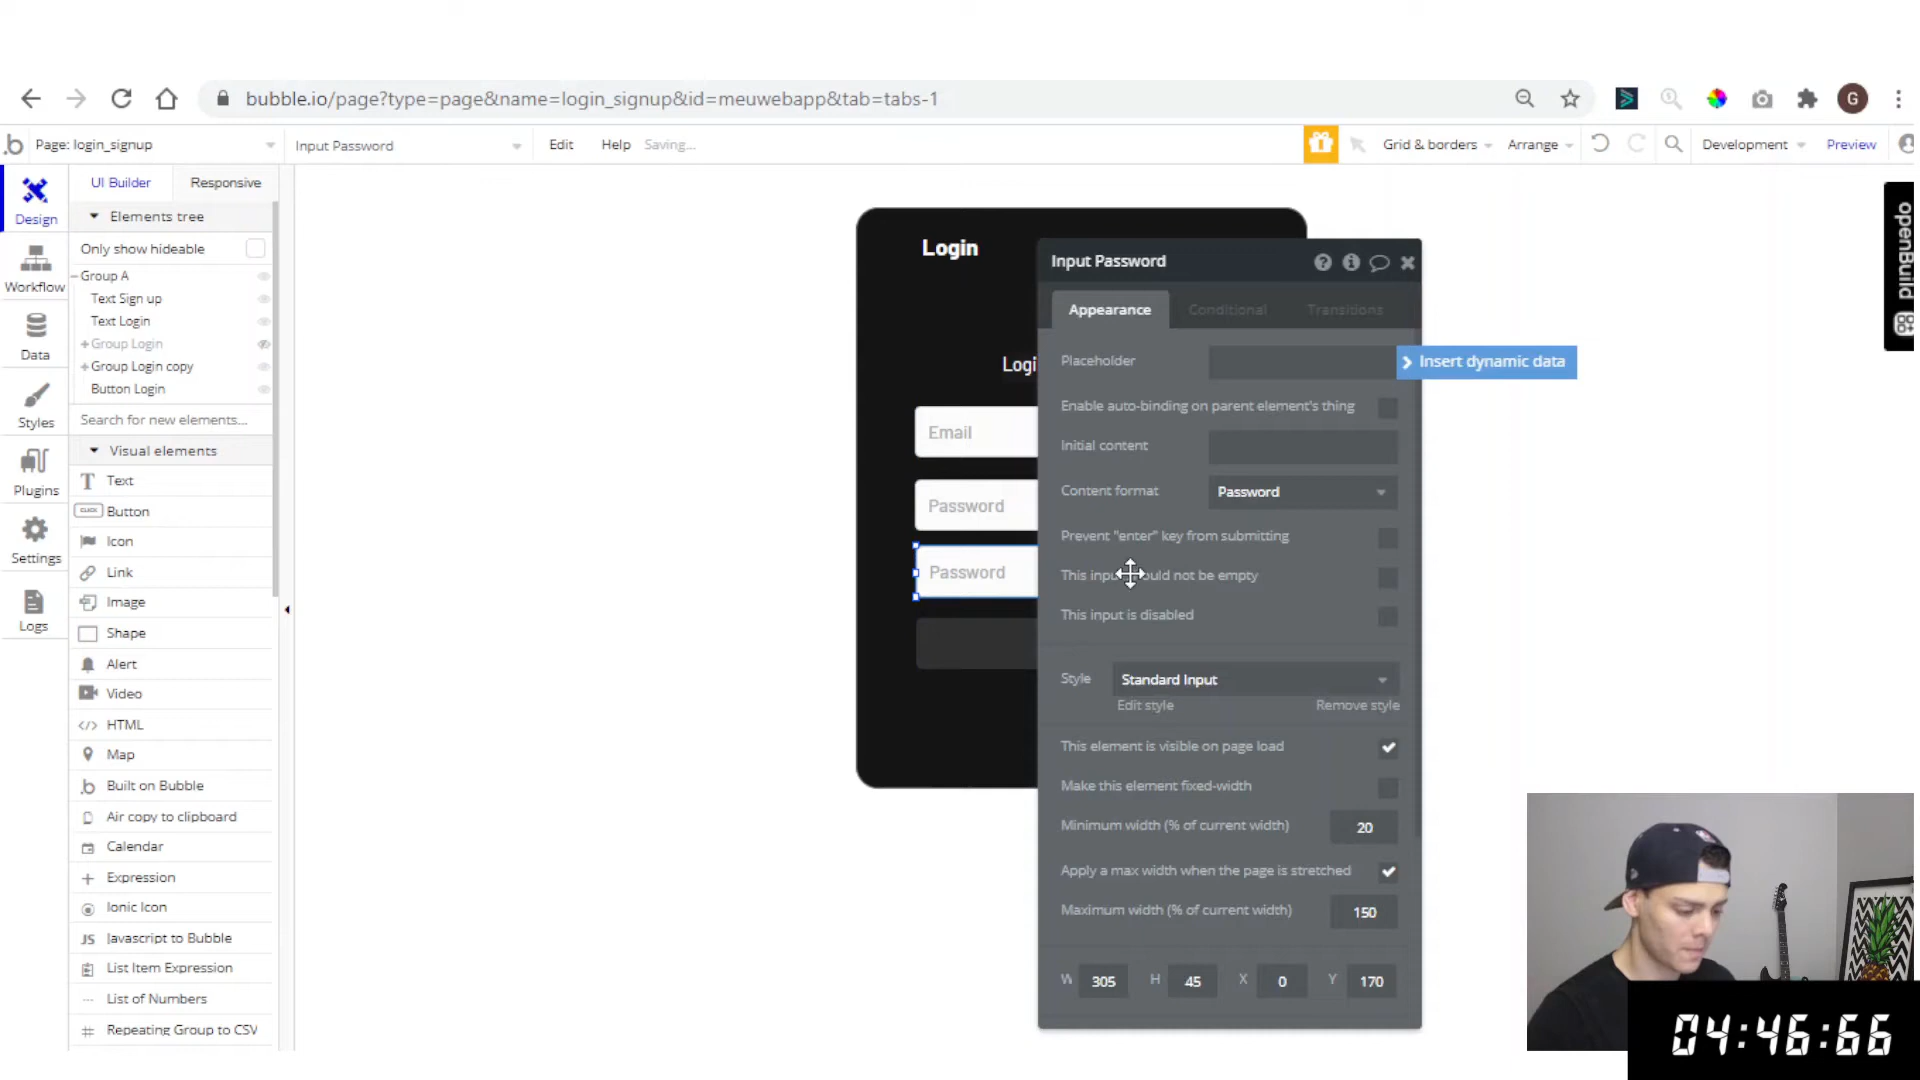 bubble.io/page?type=page&name=login_signup&id=meuwebapp&tab=tabs-1
G
Page: login_signup
Input Password
Edit
Help
Saving...
Grid & borders
Arrange
Development
Preview
Design
Workflow
Data
Styles
Plugins
Settings
Logs
UI Builder
Responsive
Elements tree
Only show hideable
Group A
Text Sign up
Text Login
Group Login
Group Login copy
Button Login
Search for new elements...
Visual elements
Text
CLICK Button
Icon
Link
Image
Shape
Alert
Video
HTML
Map
Built on Bubble
Air copy to clipboard
Calendar
Expression
Ionic Icon
JS Javascript to Bubble
List Item Expression
List of Numbers
Repeating Group to CSV
Login
Logi
Email
Password
Password
Input Password
Appearance
Conditional
Transitions
Placeholder
Insert dynamic data
Enable auto-binding on parent element's thing
Initial content
Content format
Password
Prevent "enter" key from submitting
This inpu ould not be empty
This input is disabled
Style
Standard Input
Edit style
Remove style
This element is visible on page load
Make this element fixed-width
Minimum width (% of current width)
20
Apply a max width when the page is stretched
Maximum width (% of current width)
150
W 305 H 45 X 0 Y 170
openBuild
04:46:66